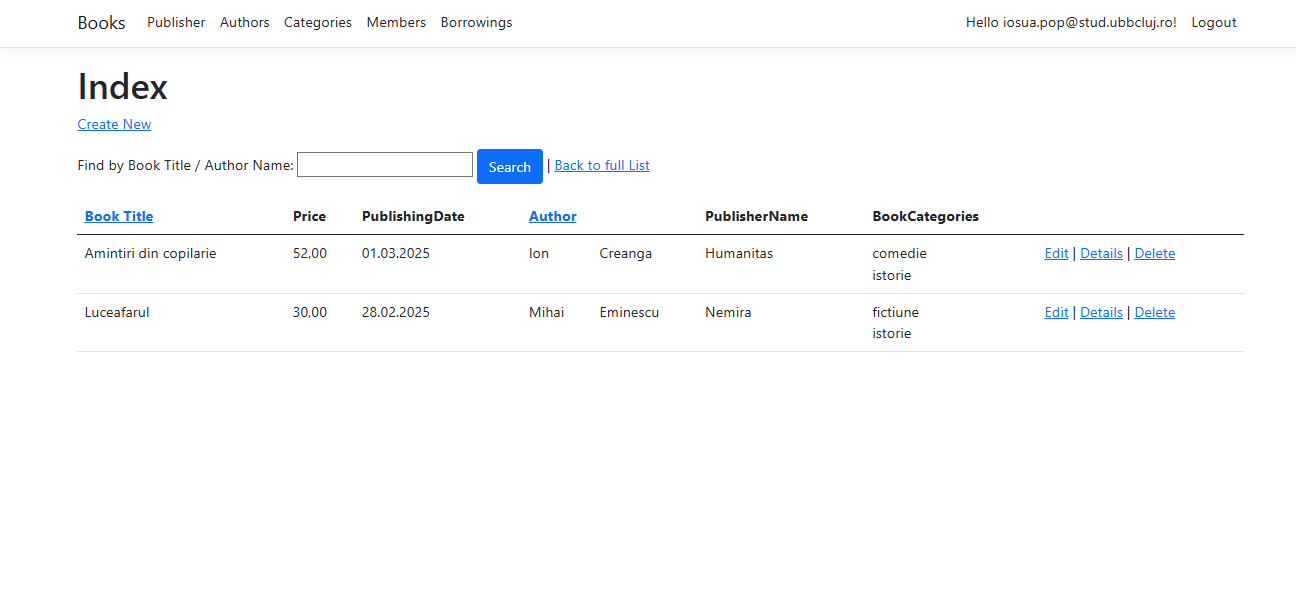 Books Publisher Authors Categories Members Borrowings Hello iosua.pop@stud.ubbcluj.ro! Logout
Index
Create New
Find by Book Title / Author Name: Search | Back to full List
Book Title Price PublishingDate Author PublisherName BookCategories
Amintiri din copilarie 52,00 01.03.2025 Ion Creanga Humanitas comedie Edit | Details | Delete
istorie
Luceafarul 30,00 28.02.2025 Mihai Eminescu Nemira fictiune Edit | Details | Delete
istorie